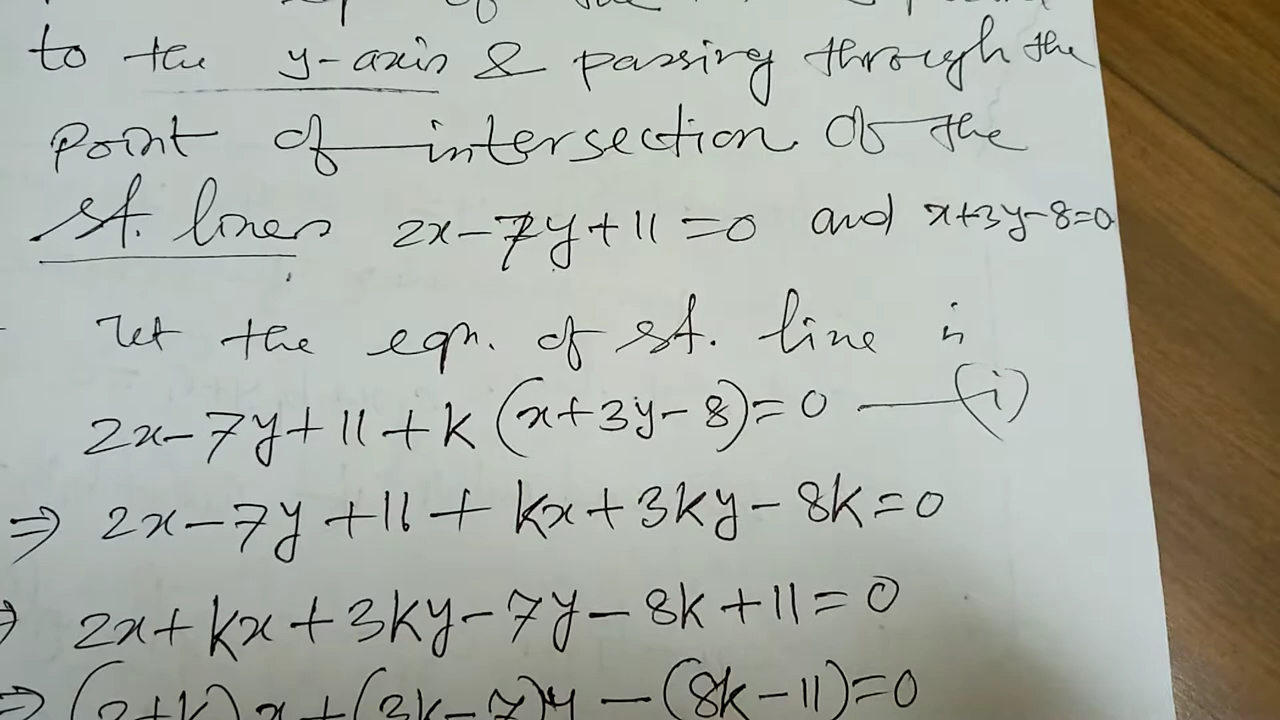 of the
to the y-axis & passing through the
point of intersection of the
st. lines 2x-7y+11=0 and x+3y-8=0
Let the eqn. of st. line is
2x-7y+11+k(x+3y-8)=0 —(i)
⇒ 2x-7y+11+kx+3ky-8k=0
⇒ 2x+kx+3ky-7y-8k+11=0
⇒ (2+k)x+(3k-7)y-(8k-11)=0